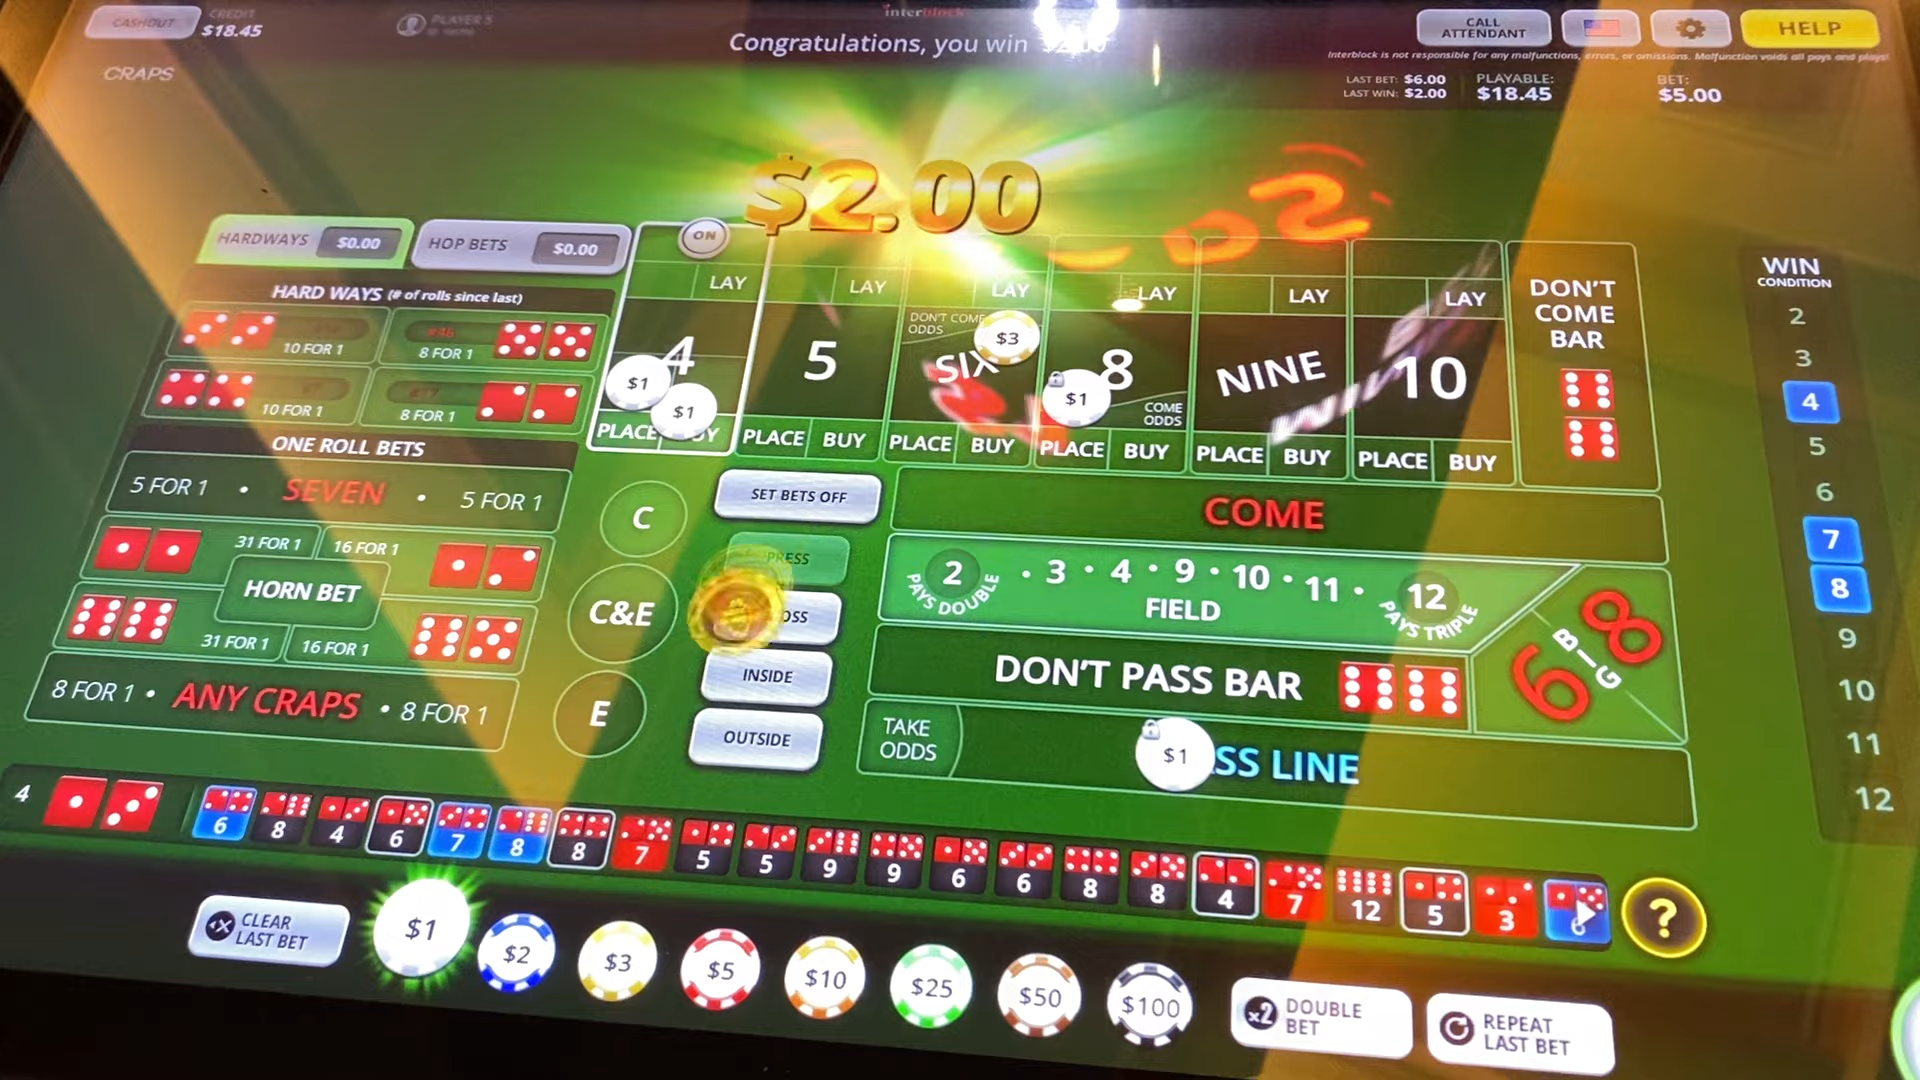 CASHOUT
CREDIT
$18.45
PLAYER 5
interblock
Congratulations, you win
CALL ATTENDANT
HELP
Interblock is not responsible for any malfunctions, errors, or omissions. Malfunction voids all pays and plays!
CRAPS
LAST BET: $6.00
LAST WIN: $2.00
PLAYABLE:
$18.45
BET:
$5.00
$2.00
HARDWAYS $0.00
HOP BETS $0.00
ON
HARD WAYS (# of rolls since last)
10 FOR 1
8 FOR 1
10 FOR 1
8 FOR 1
LAY LAY LAY LAY LAY LAY
DON'T COME ODDS
4 5 SIX 8 NINE 10
$1 $1 $3 $1
COME ODDS
PLACE BUY PLACE BUY PLACE BUY PLACE BUY PLACE BUY
DON'T COME BAR
WIN
CONDITION
2
3
4
5
6
7
8
9
10
11
12
ONE ROLL BETS
5 FOR 1 • SEVEN • 5 FOR 1
31 FOR 1
16 FOR 1
HORN BET
31 FOR 1
16 FOR 1
8 FOR 1 • ANY CRAPS • 8 FOR 1
C
C&E
E
SET BETS OFF
PRESS
INSIDE
OUTSIDE
COME
2 PAYS DOUBLE
• 3 • 4 • 9 • 10 • 11 •
12 PAYS TRIPLE
FIELD
DON'T PASS BAR
BIG 6 8
TAKE ODDS
$1
SS LINE
4
6 8 4 6 7 8 8 7 5 5 9 9 6 6 8 8 4 7 12 5 3 6
?
CLEAR LAST BET
$1 $2 $3 $5 $10 $25 $50 $100
x2 DOUBLE BET
REPEAT LAST BET